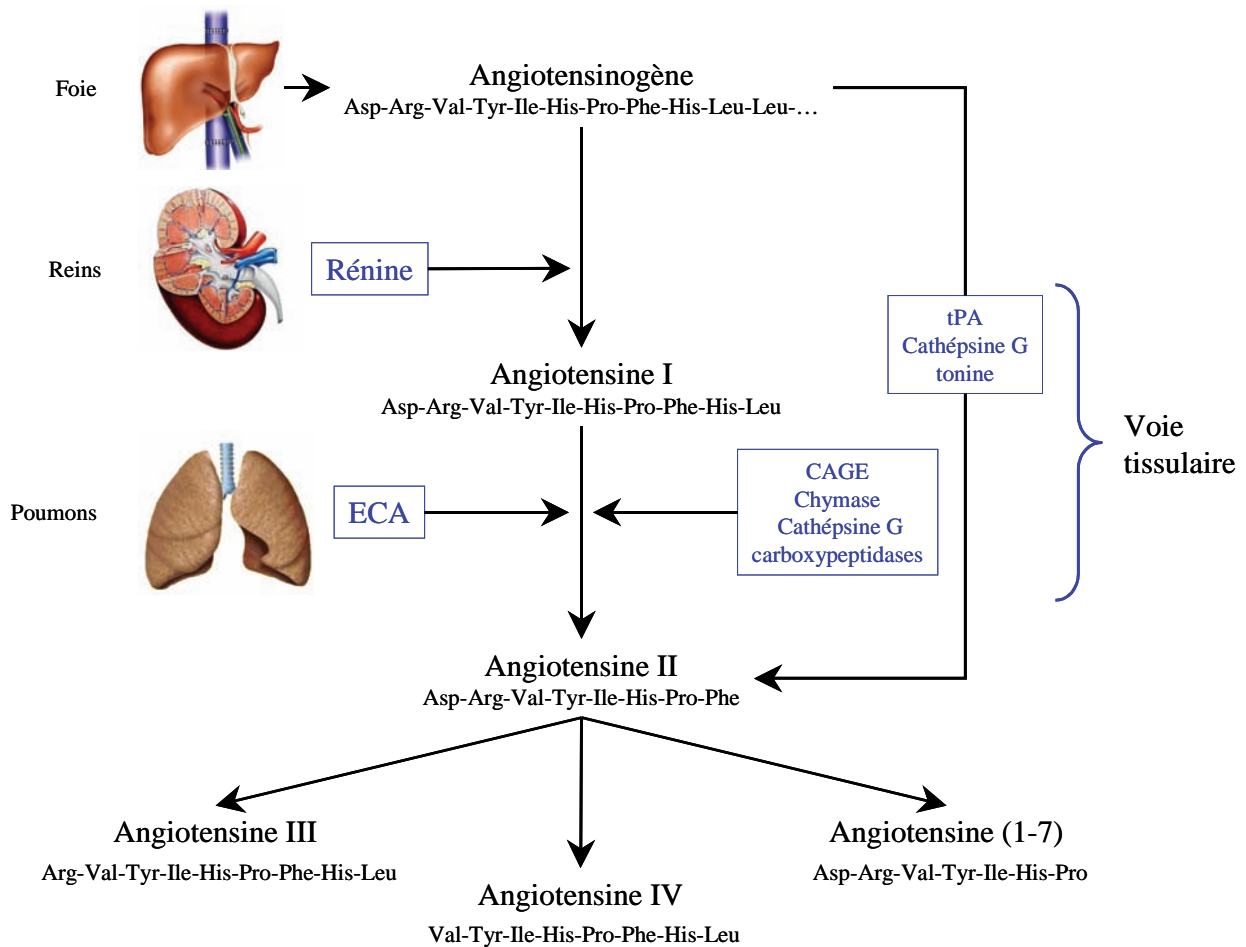 Foie
Angiotensinogène
Asp-Arg-Val-Tyr-Ile-His-Pro-Phe-His-Leu-Leu-…
Reins
Rénine
tPA
Cathépsine G
tonine
Angiotensine I
Asp-Arg-Val-Tyr-Ile-His-Pro-Phe-His-Leu
Voie
tissulaire
Poumons
ECA
CAGE
Chymase
Cathépsine G
carboxypeptidases
Angiotensine II
Asp-Arg-Val-Tyr-Ile-His-Pro-Phe
Angiotensine III
Arg-Val-Tyr-Ile-His-Pro-Phe-His-Leu
Angiotensine IV
Val-Tyr-Ile-His-Pro-Phe-His-Leu
Angiotensine (1-7)
Asp-Arg-Val-Tyr-Ile-His-Pro